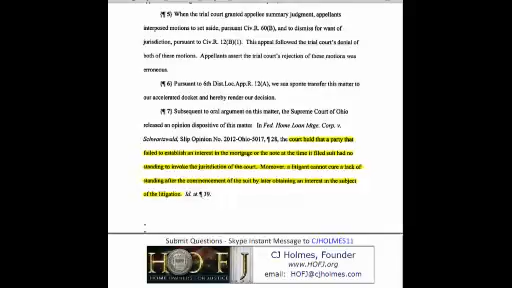 (¶ 5) When the trial court granted appellee summary judgment, appellants
interposed motions to set aside, pursuant Civ.R. 60(B), and to dismiss for want of
jurisdiction, pursuant to Civ.R. 12(B)(1). This appeal followed the trial court's denial of
both of these motions. Appellants assert the trial court's rejection of these motions was
erroneous.
(¶ 6) Pursuant to 6th Dist.Loc.App.R. 12(A), we sua sponte transfer this matter to
our accelerated docket and hereby render our decision.
(¶ 7) Subsequent to oral argument on this matter, the Supreme Court of Ohio
released an opinion dispositive of this matter. In Fed. Home Loan Mtge. Corp. v.
Schwartzwald, Slip Opinion No. 2012-Ohio-5017, ¶ 28, the court held that a party that
failed to establish an interest in the mortgage or the note at the time it filed suit had no
standing to invoke the jurisdiction of the court. Moreover, a litigant cannot cure a lack of
standing after the commencement of the suit by later obtaining an interest in the subject
of the litigation. Id. at ¶ 39.
Submit Questions - Skype Instant Message to CJHOLMES11
HOFJ
HOME OWNERS FOR JUSTICE
CJ Holmes, Founder
www.HOFJ.org
email: HOFJ@cjholmes.com